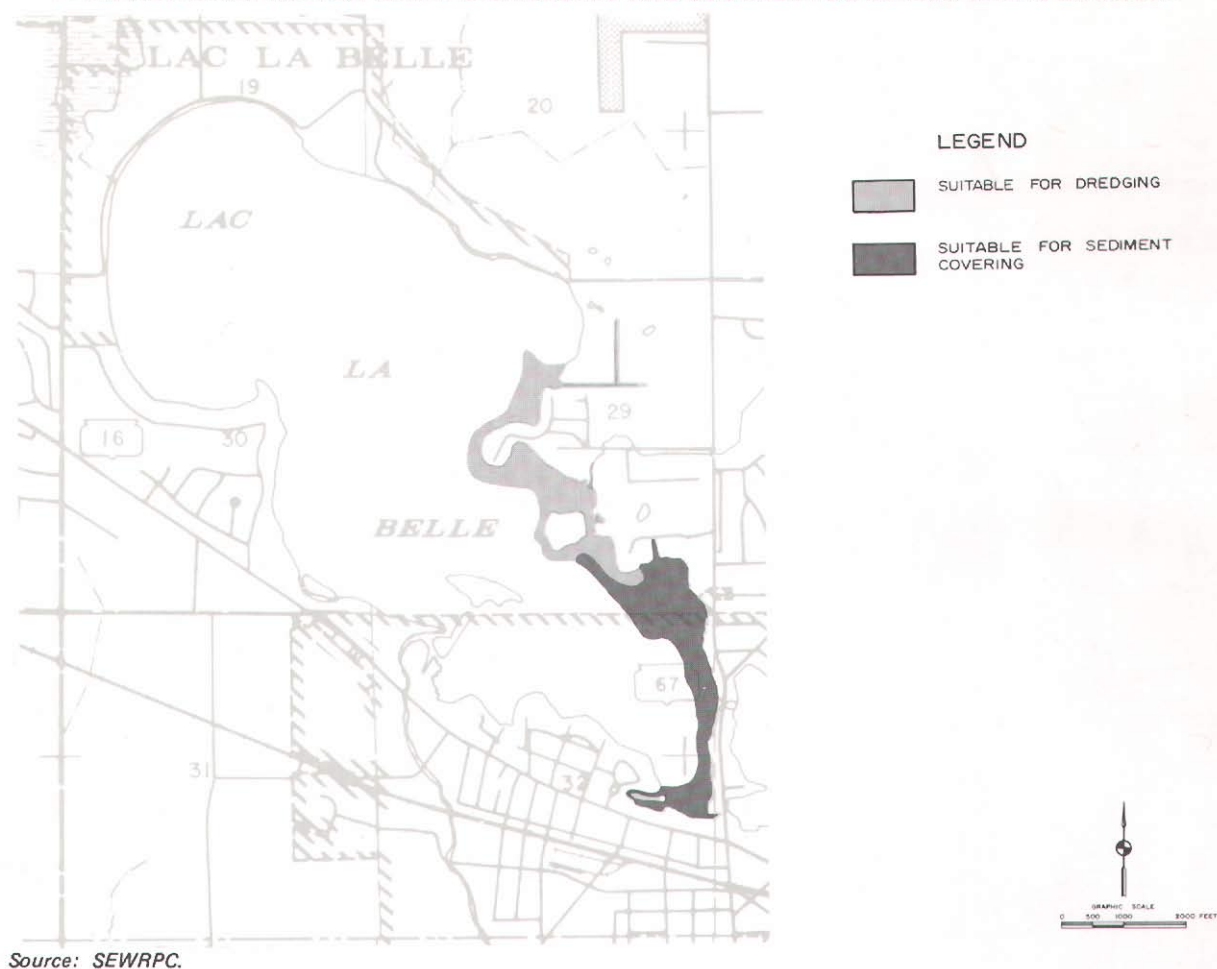 LAC LA BELLE
19
20
LEGEND
SUITABLE FOR DREDGING
SUITABLE FOR SEDIMENT
COVERING
LAC
LA
29
16
30
BELLE
67
31
32
GRAPHIC SCALE
0 500 1000 2000 FEET
Source: SEWRPC.